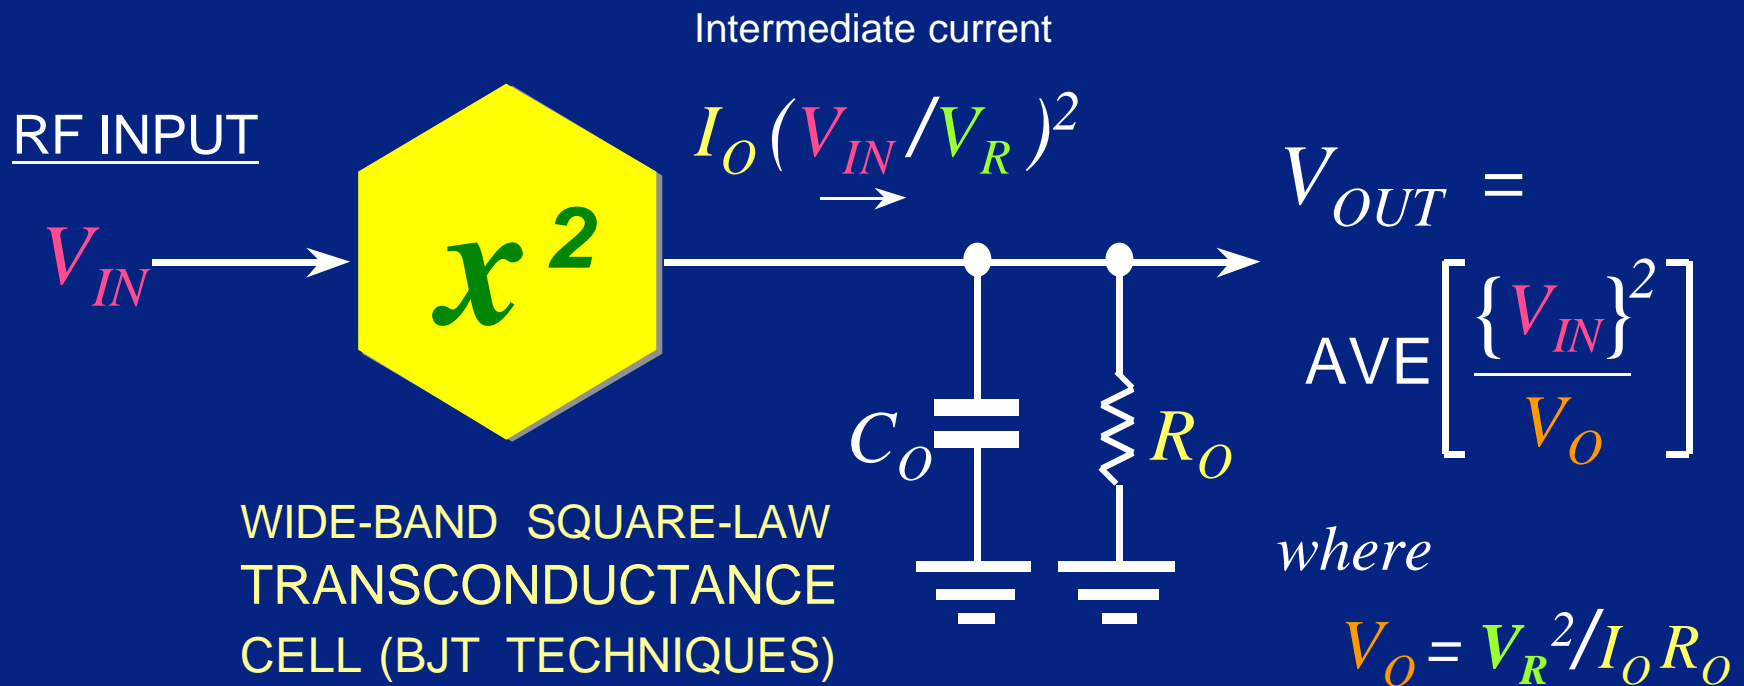 Intermediate current
RF INPUT
I_O (V_IN /V_R )^2
V_IN
x^2
V_OUT =
AVE[{V_IN}^2 / V_O]
C_O
R_O
WIDE-BAND SQUARE-LAW
TRANSCONDUCTANCE
CELL (BJT TECHNIQUES)
where
V_O = V_R^2/I_O R_O